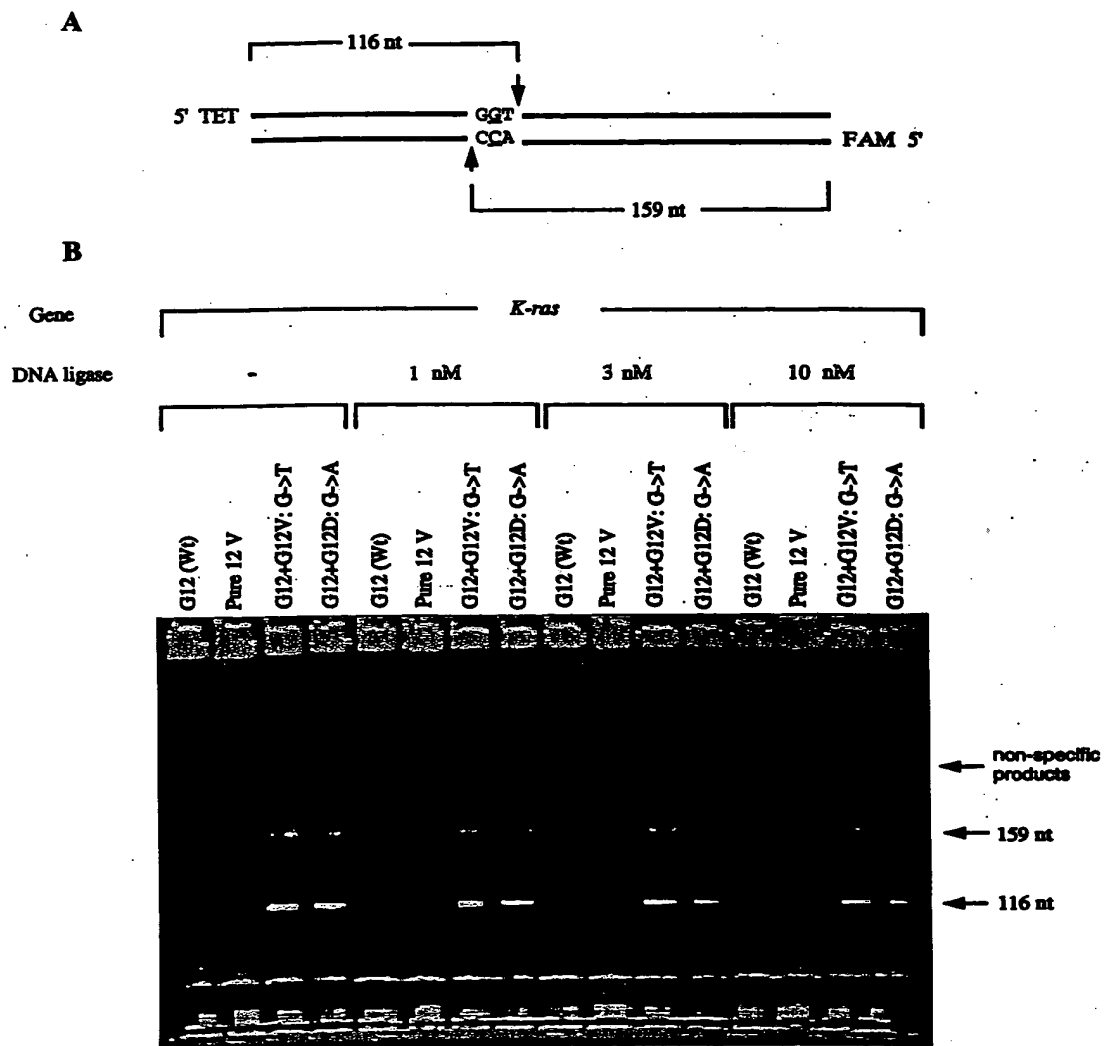 A
116 nt
5' TET
GGT
CCA
FAM 5'
159 nt
B
Gene
K-ras
DNA ligase
- 1 nM 3 nM 10 nM
G12 (Wt)
Pure 12 V
G12+G12V: G->T
G12+G12D: G->A
G12 (Wt)
Pure 12 V
G12+G12V: G->T
G12+G12D: G->A
G12 (Wt)
Pure 12 V
G12+G12V: G->T
G12+G12D: G->A
G12 (Wt)
Pure 12 V
G12+G12V: G->T
G12+G12D: G->A
non-specific
products
159 nt
116 nt